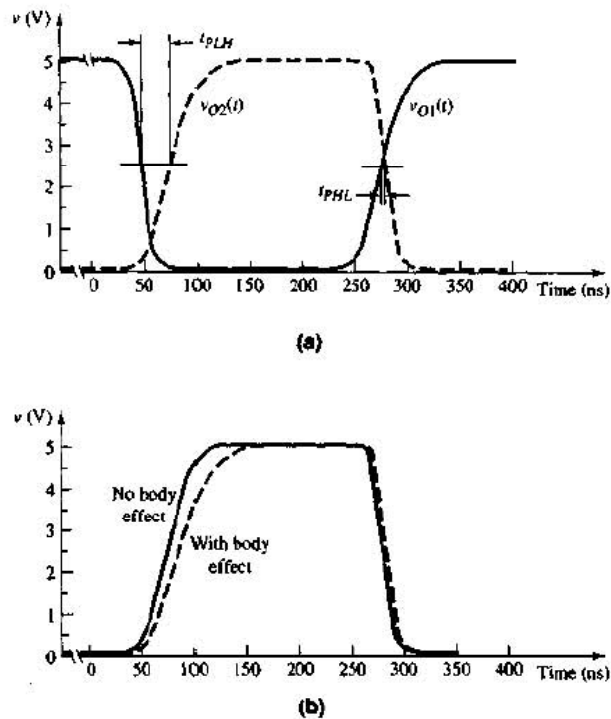 v (V)
t_PLH
5
4
3
2
1
0
v_O2(t)
v_O1(t)
t_PHL
0 50 100 150 200 250 300 350 400 Time (ns)
(a)
v (V)
5
4
3
2
1
0
No body
effect
With body
effect
0 50 100 150 200 250 300 350 400 Time (ns)
(b)